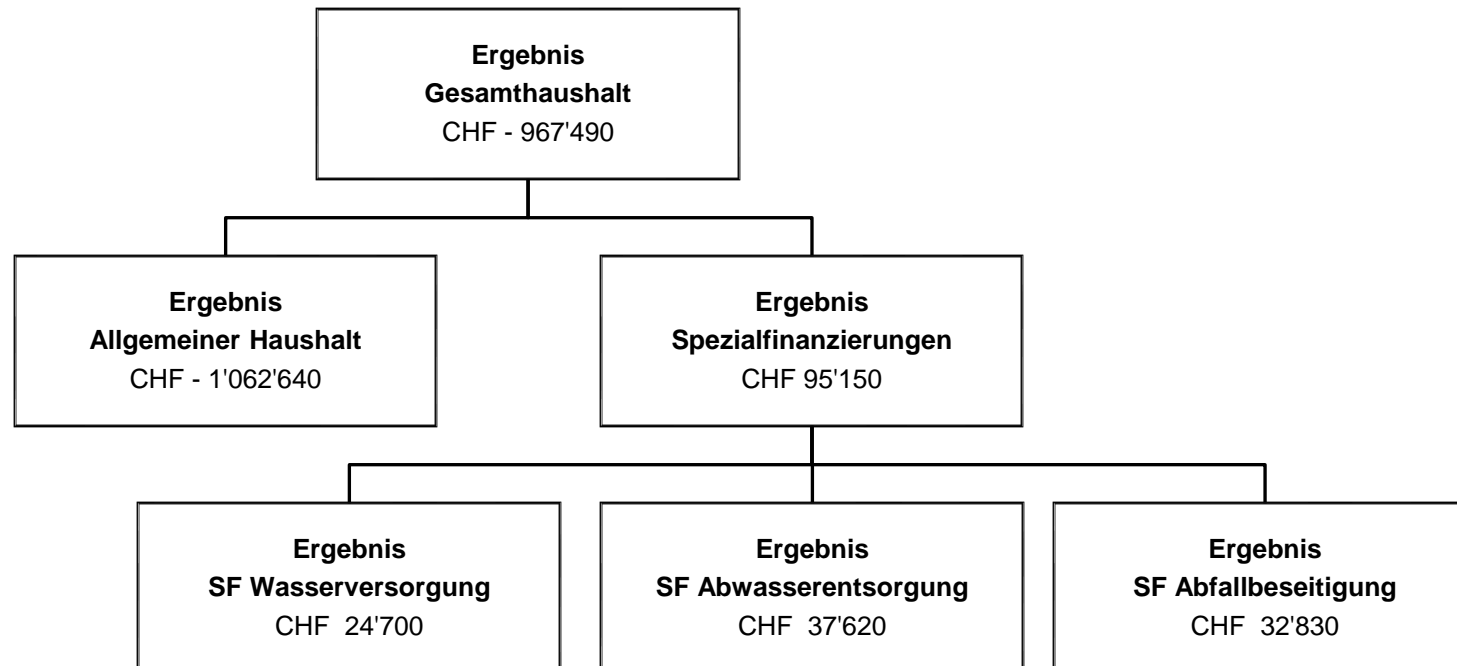 Ergebnis
Gesamthaushalt
CHF - 967'490
Ergebnis
Allgemeiner Haushalt
CHF - 1'062'640
Ergebnis
Spezialfinanzierungen
CHF 95'150
Ergebnis
SF Wasserversorgung
CHF  24'700
Ergebnis
SF Abwasserentsorgung
CHF  37'620
Ergebnis
SF Abfallbeseitigung
CHF  32'830